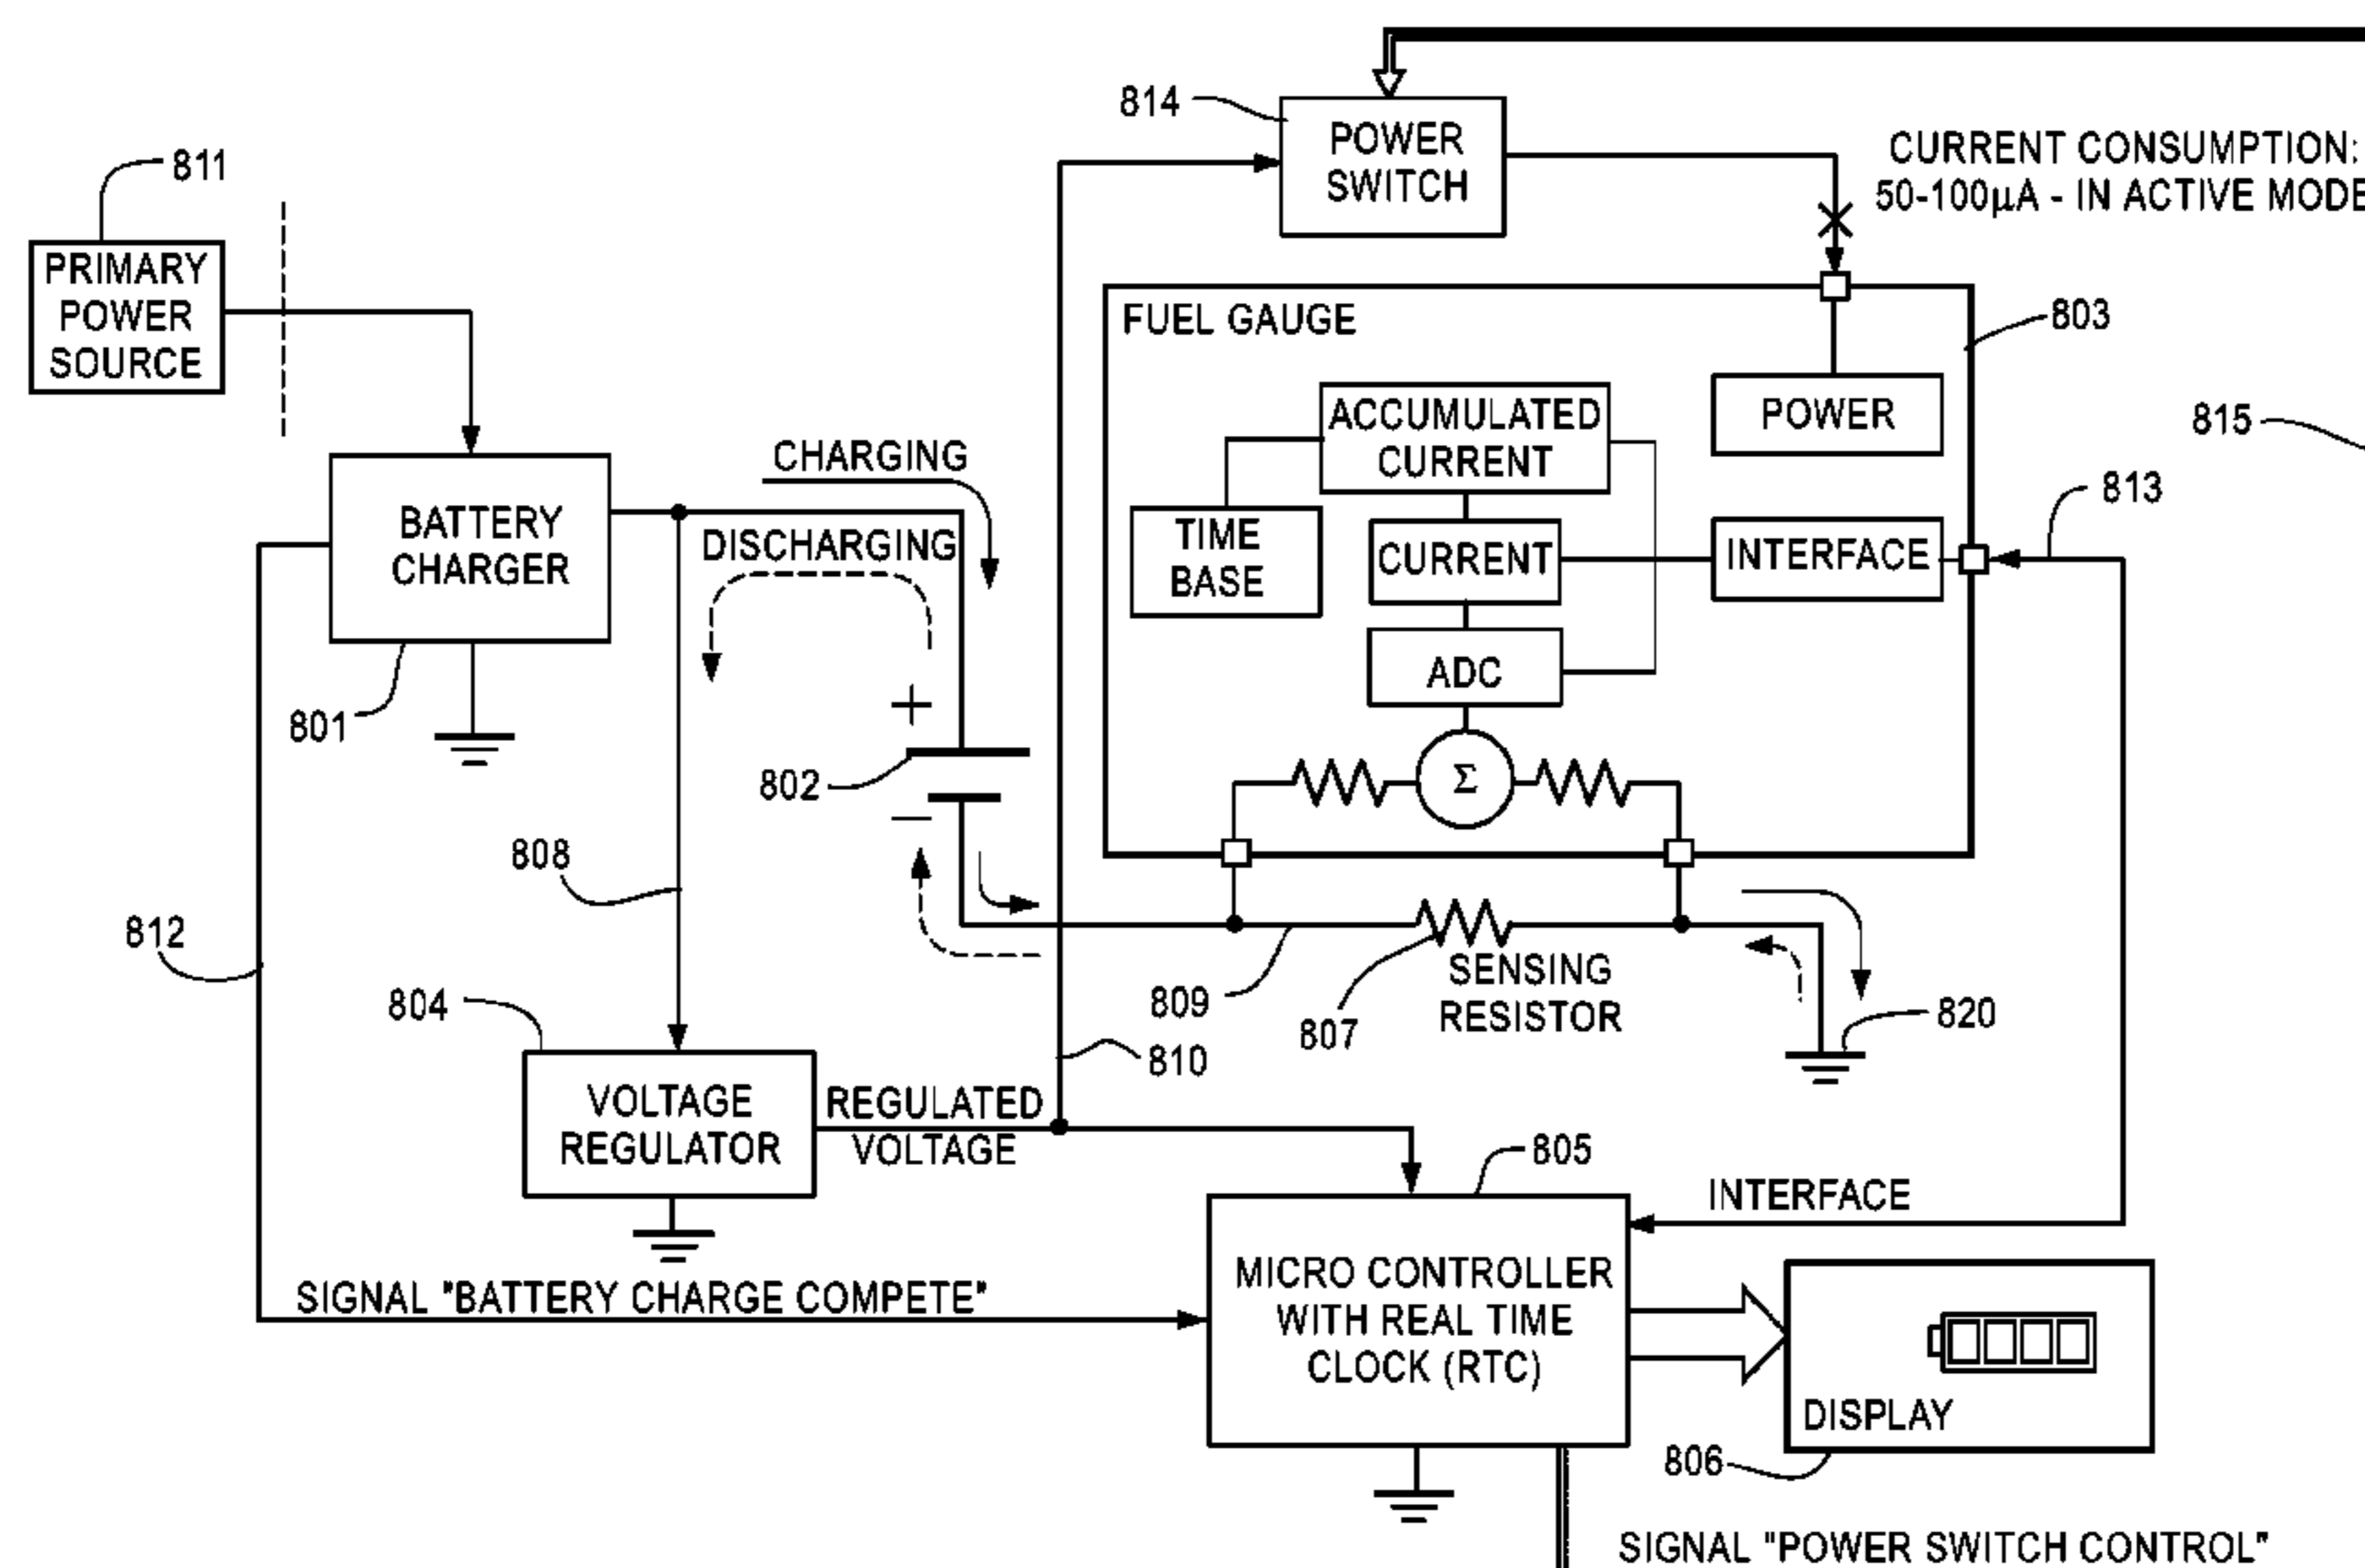 814
POWER
SWITCH
CURRENT CONSUMPTION:
50-100µA - IN ACTIVE MODE
811
PRIMARY
POWER
SOURCE
FUEL GAUGE
803
ACCUMULATED
CURRENT
POWER
815
CHARGING
BATTERY
CHARGER
DISCHARGING
TIME
BASE
CURRENT
INTERFACE
813
ADC
801
+
802
Σ
−
808
812
804
809
807
SENSING
RESISTOR
820
810
VOLTAGE
REGULATOR
REGULATED
VOLTAGE
805
INTERFACE
SIGNAL "BATTERY CHARGE COMPETE"
MICRO CONTROLLER
WITH REAL TIME
CLOCK (RTC)
DISPLAY
806
SIGNAL "POWER SWITCH CONTROL"